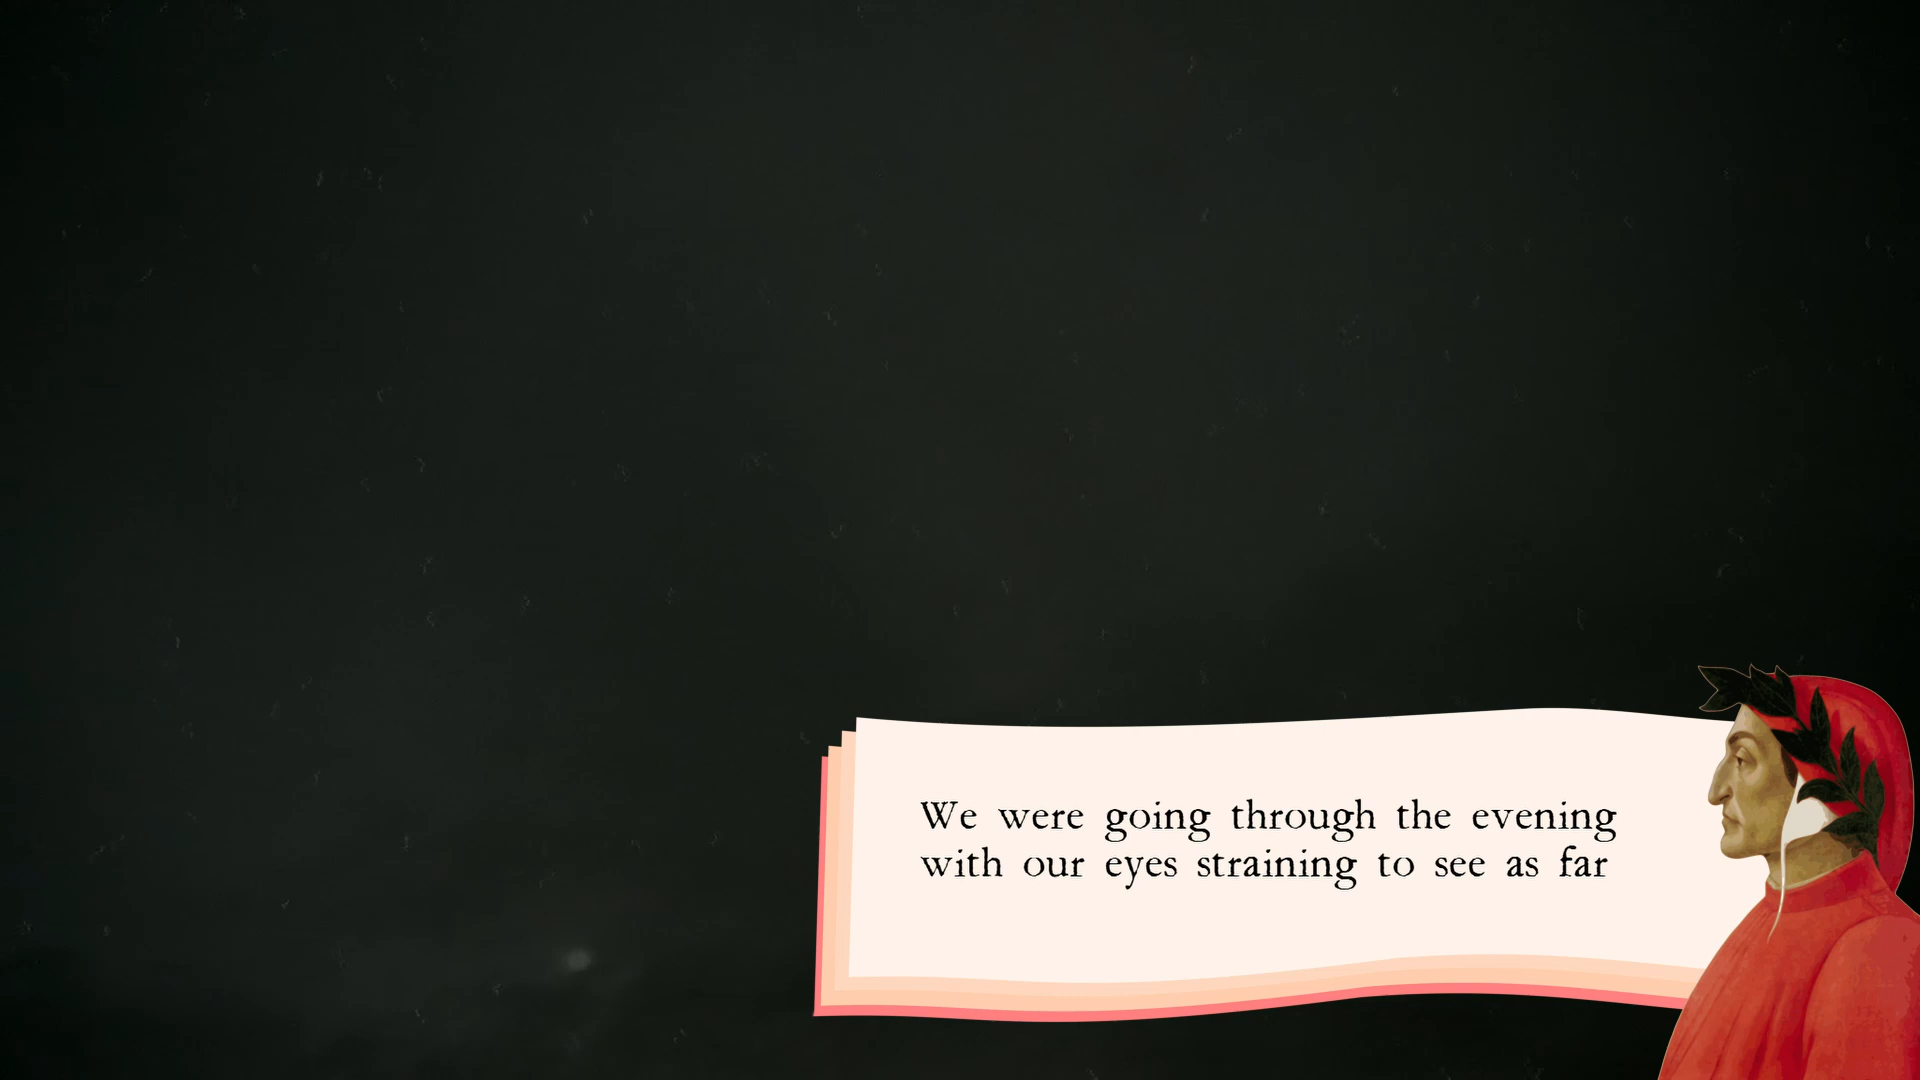 We were going through the evening
with our eyes straining to see as far